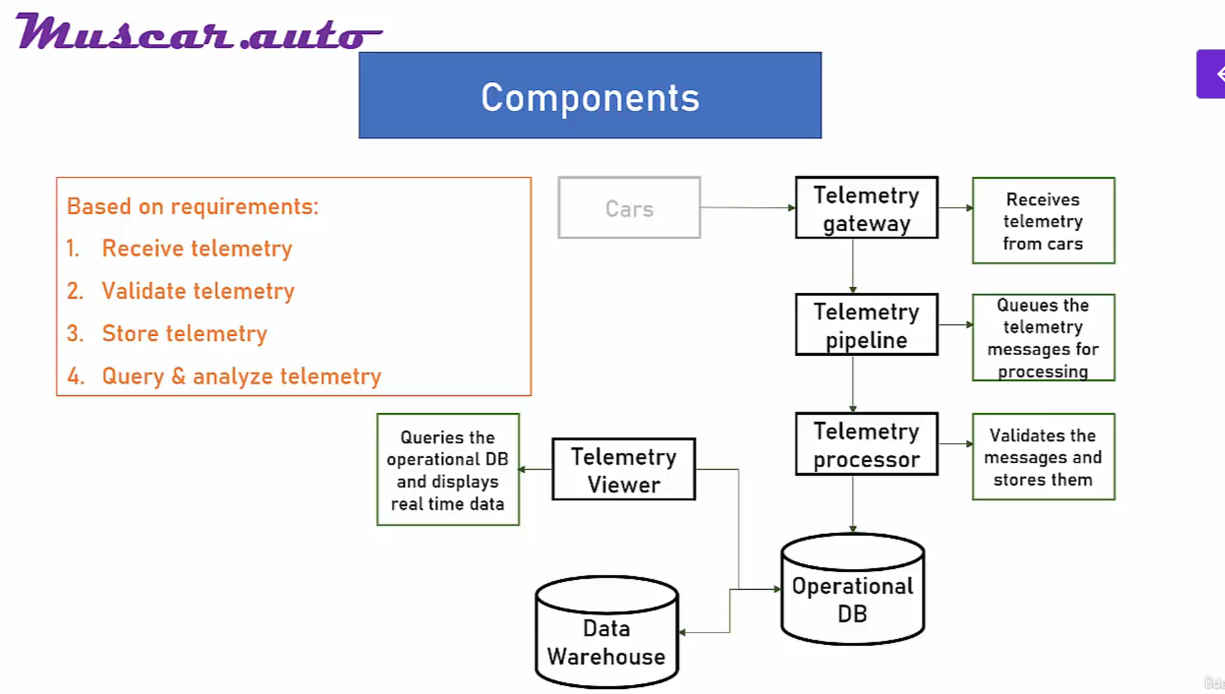 Muscar.auto
Components
Based on requirements:
1. Receive telemetry
2. Validate telemetry
3. Store telemetry
4. Query & analyze telemetry
Cars
Telemetry
gateway
Receives
telemetry
from cars
Telemetry
pipeline
Queues the
telemetry
messages for
processing
Telemetry
processor
Validates the
messages and
stores them
Queries the
operational DB
and displays
real time data
Telemetry
Viewer
Operational
DB
Data
Warehouse